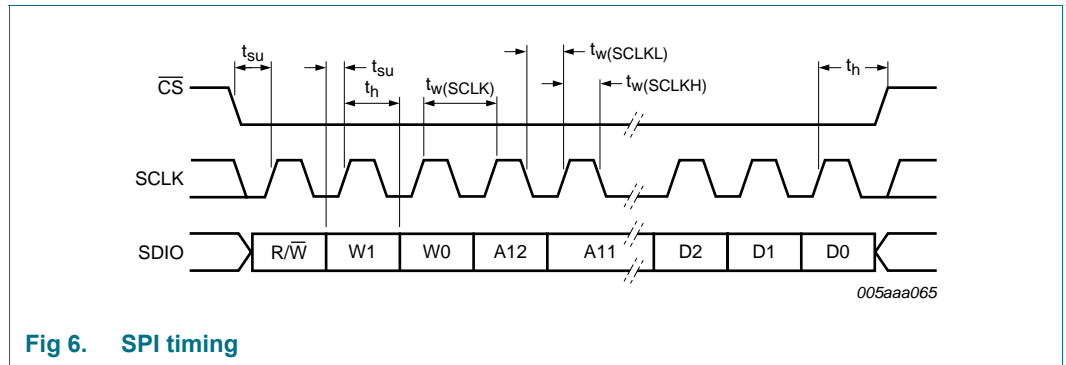 tsu
tsu
tw(SCLKL)
th
CS
th
tw(SCLK)
tw(SCLKH)
SCLK
SDIO R/W W1 W0 A12 A11 D2 D1 D0
005aaa065
Fig 6. SPI timing